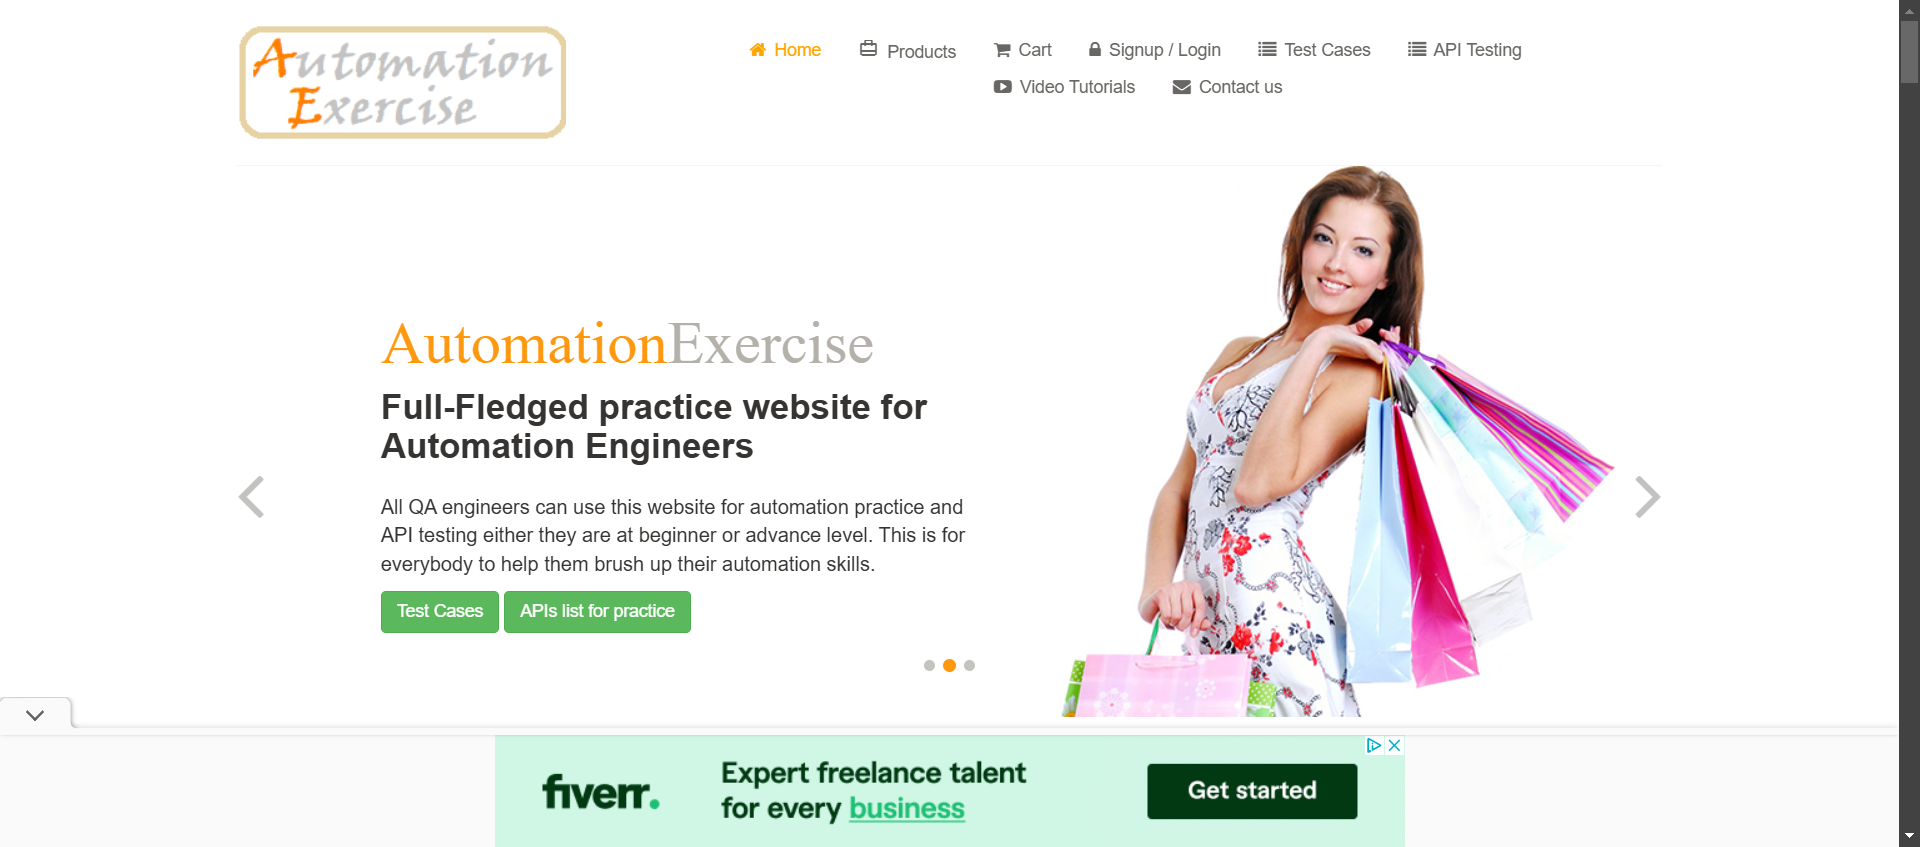 Automation
Exercise
Home
Products
Cart
Signup / Login
Test Cases
API Testing
Video Tutorials
Contact us
AutomationExercise
Full-Fledged practice website for
Automation Engineers
All QA engineers can use this website for automation practice and
API testing either they are at beginner or advance level. This is for
everybody to help them brush up their automation skills.
Test Cases
APIs list for practice
fiverr.
Expert freelance talent
for every business
Get started